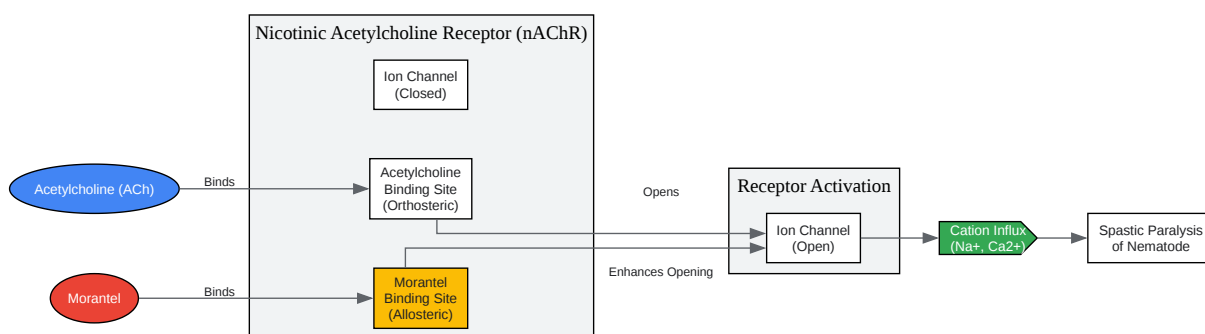 Nicotinic Acetylcholine Receptor (nAChR)
Ion Channel
(Closed)
Acetylcholine (ACh)
Binds
Acetylcholine
Binding Site
(Orthosteric)
Morantel
Binds
Morantel
Binding Site
(Allosteric)
Opens
Enhances Opening
Receptor Activation
Ion Channel
(Open)
Cation Influx
(Na+, Ca2+)
Spastic Paralysis
of Nematode